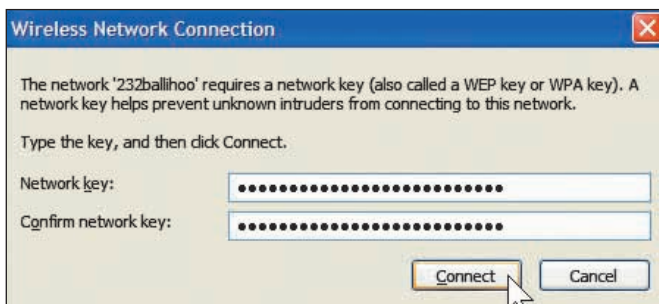 Wireless Network Connection
The network '232ballihoo' requires a network key (also called a WEP key or WPA key). A
network key helps prevent unknown intruders from connecting to this network.
Type the key, and then click Connect.
Network key: ••••••••••••••••••••••••••
Confirm network key: ••••••••••••••••••••••••••
Connect Cancel